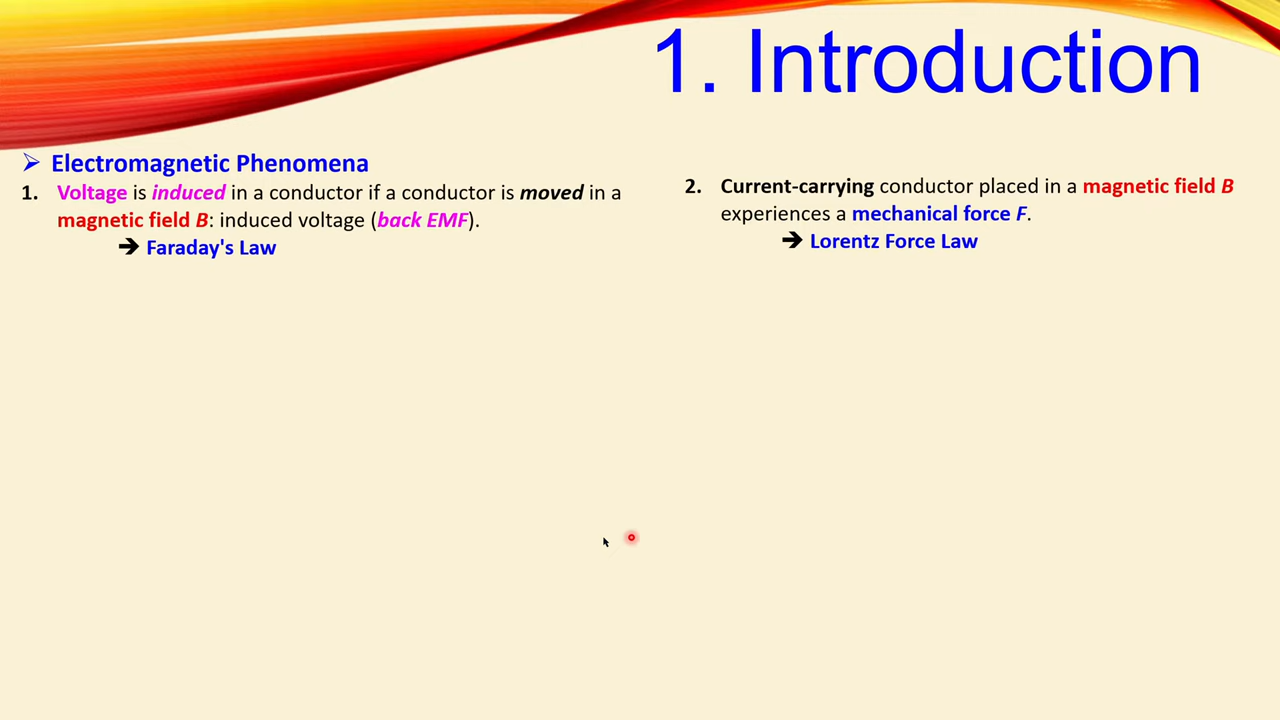 1. Introduction
➢ Electromagnetic Phenomena
1. Voltage is induced in a conductor if a conductor is moved in a
magnetic field B: induced voltage (back EMF).
➔ Faraday's Law
2. Current-carrying conductor placed in a magnetic field B
experiences a mechanical force F.
➔ Lorentz Force Law